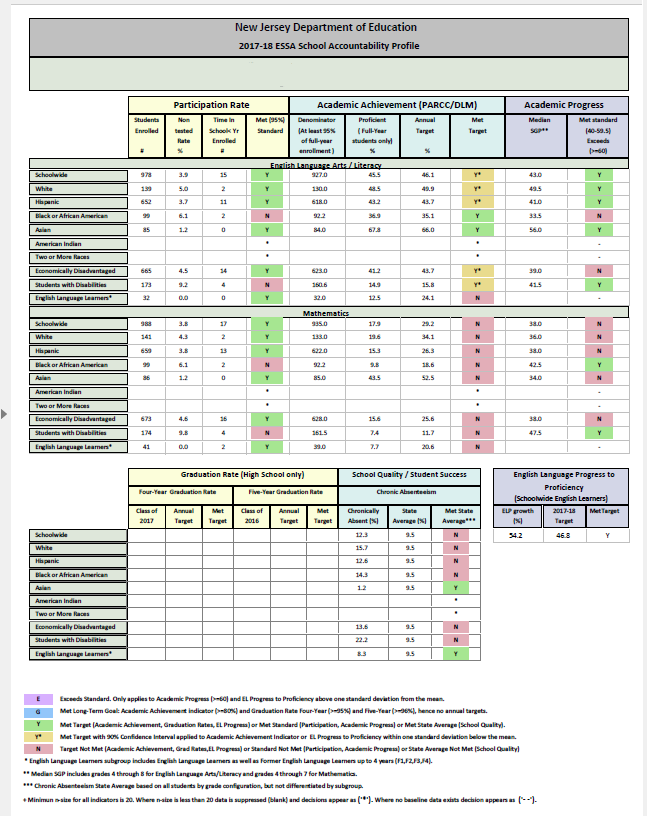 New Jersey Department of Education
2017-18 ESSA School Accountability Profile
Participation Rate Academic Achievement (PARCC/DLM) Academic Progress
Students Non Time in Met (95%) Denominator Proficient Annual Met Median Met standard
Enrolled tested School< Yr Standard (At least 95% ( Full-Year Target Target SGP** (40-59.5)
Rate Enrolled of full-year students only) Exceeds
# % # enrollment ) % % (>=60)
English Language Arts / Literacy
Schoolwide 978 3.9 15 Y 927.0 45.5 46.1 Y* 43.0 Y
White 139 5.0 2 Y 130.0 48.5 49.9 Y* 49.5 Y
Hispanic 652 3.7 11 Y 618.0 43.2 43.7 Y* 41.0 Y
Black or African American 99 6.1 2 N 92.2 36.9 35.1 Y 33.5 N
Asian 85 1.2 0 Y 84.0 67.8 66.0 Y 56.0 Y
American Indian * * -
Two or More Races * * -
Economically Disadvantaged 665 4.5 14 Y 623.0 41.2 43.7 Y* 39.0 N
Students with Disabilities 173 9.2 4 N 160.6 14.9 15.8 Y* 41.5 Y
English Language Learners* 32 0.0 0 Y 32.0 12.5 24.1 N -
Mathematics
Schoolwide 988 3.8 17 Y 935.0 17.9 29.2 N 38.0 N
White 141 4.3 2 Y 133.0 19.6 34.1 N 36.0 N
Hispanic 659 3.8 13 Y 622.0 15.3 26.3 N 38.0 N
Black or African American 99 6.1 2 N 92.2 9.8 18.6 N 42.5 Y
Asian 86 1.2 0 Y 85.0 43.5 52.5 N 34.0 N
American Indian * * -
Two or More Races * * -
Economically Disadvantaged 673 4.6 16 Y 628.0 15.6 25.6 N 38.0 N
Students with Disabilities 174 9.8 4 N 161.5 7.4 11.7 N 47.5 Y
English Language Learners* 41 0.0 2 Y 39.0 7.7 20.6 N -
Graduation Rate (High School only) School Quality / Student Success English Language Progress to
Proficiency
(Schoolwide English Learners)
Four-Year Graduation Rate Five-Year Graduation Rate Chronic Absenteeism
Class of Annual Met Class of Annual Met Chronically State Met State ELP growth 2017-18 Met Target
2017 Target Target 2016 Target Target Absent (%) Average (%) Average*** (%) Target
Schoolwide 12.3 9.5 N 54.2 46.8 Y
White 15.7 9.5 N
Hispanic 12.6 9.5 N
Black or African American 14.3 9.5 N
Asian 1.2 9.5 Y
American Indian *
Two or More Races *
Economically Disadvantaged 13.6 9.5 N
Students with Disabilities 22.2 9.5 N
English Language Learners* 8.3 9.5 Y
E Exceeds Standard. Only applies to Academic Progress (>=60) and EL Progress to Proficiency above one standard deviation from the mean.
G Met Long-Term Goal: Academic Achievement indicator (>=80%) and Graduation Rate Four-Year (>=95%) and Five-Year (>=96%), hence no annual targets.
Y Met Target (Academic Achievement, Graduation Rates, EL Progress) or Met Standard (Participation, Academic Progress) or Met State Average (School Quality).
Y* Met Target with 90% Confidence Interval applied to Academic Achievement Indicator or EL Progress to Proficiency within one standard deviation below the mean.
N Target Not Met (Academic Achievement, Grad Rates,EL Progress) or Standard Not Met (Participation, Academic Progress) or State Average Not Met (School Quality)
* English Learners subgroup includes English Learners as well as Former English Learners up to 4 years (F1,F2,F3,F4).
** Median SGP includes grades 4 through 8 for English Language Arts/Literacy and grades 4 through 7 for Mathematics.
*** Chronic Absenteeism State Average based on all students by grade configuration, but not differentiated by subgroup.
+ Minimun n-size for all indicators is 20. Where n-size is less than 20 data is suppressed (blank) and decisions appear as ('*'). Where no baseline data exists decision appears as ('- -').